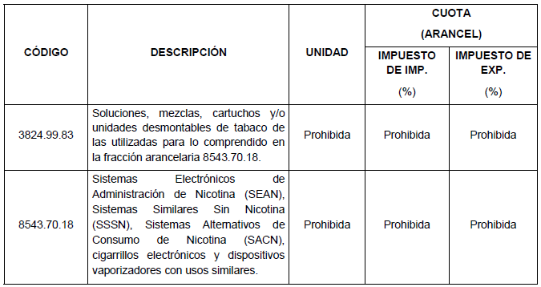 CÓDIGO
DESCRIPCIÓN
UNIDAD
CUOTA
(ARANCEL)
IMPUESTO
DE IMP.
(%)
IMPUESTO DE
EXP.
(%)
3824.99.83
Soluciones, mezclas, cartuchos y/o
unidades desmontables de tabaco de
las utilizadas para lo comprendido en
la fracción arancelaria 8543.70.18.
Prohibida
Prohibida
Prohibida
8543.70.18
Sistemas Electrónicos de
Administración de Nicotina (SEAN),
Sistemas Similares Sin Nicotina
(SSSN), Sistemas Alternativos de
Consumo de Nicotina (SACN),
cigarrillos electrónicos y dispositivos
vaporizadores con usos similares.
Prohibida
Prohibida
Prohibida